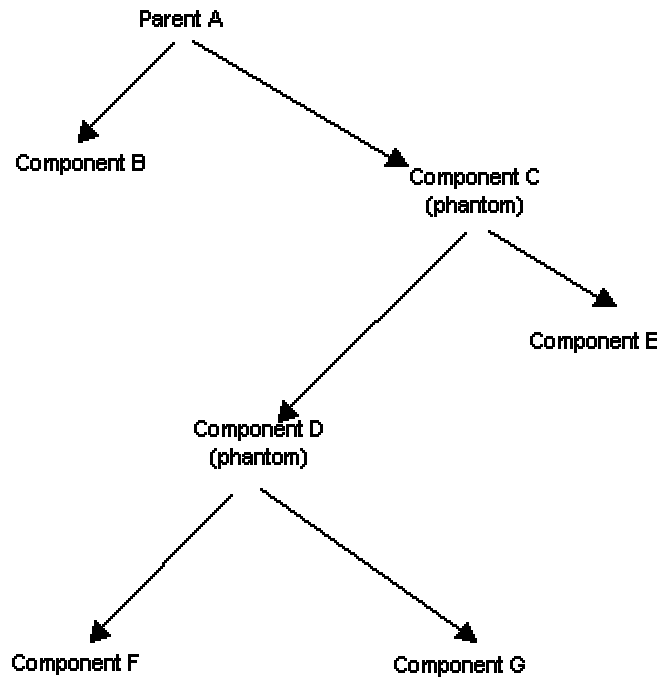 Parent A
Component B
Component C
(phantom)
Component E
Component D
(phantom)
Component F
Component G